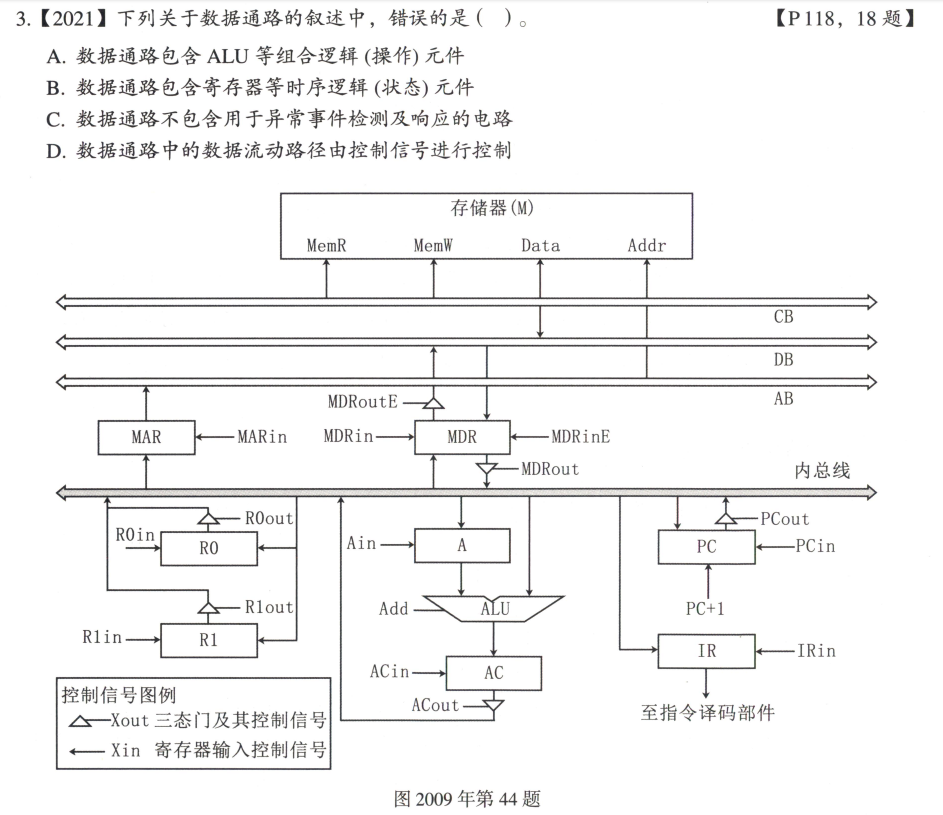 3.【2021】下列关于数据通路的叙述中，错误的是（ ）。 【P118，18题】
A. 数据通路包含 ALU 等组合逻辑 (操作) 元件
B. 数据通路包含寄存器等时序逻辑 (状态) 元件
C. 数据通路不包含用于异常事件检测及响应的电路
D. 数据通路中的数据流动路径由控制信号进行控制
存储器(M)
MemR MemW Data Addr
CB
DB
AB
MDRoutE
MAR MARin MDRin MDR MDRinE
MDRout
内总线
R0out PCout
R0in R0 Ain A PC PCin
R1out Add ALU PC+1
R1in R1 IR IRin
ACin AC
ACout
至指令译码部件
控制信号图例
Xout 三态门及其控制信号
Xin 寄存器输入控制信号
图 2009 年第 44 题